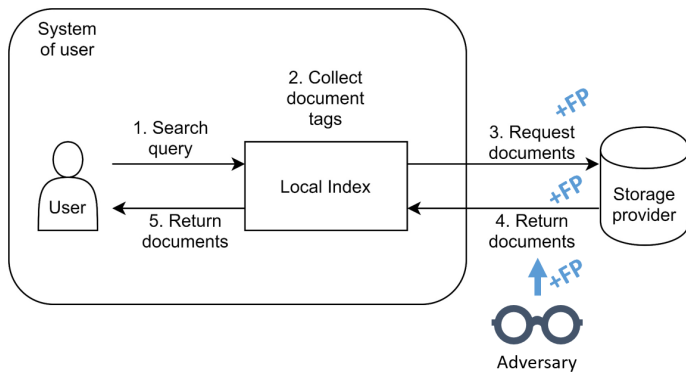 System
of user
2. Collect
document
tags
+FP
1. Search
query
3. Request
documents
User
Local Index
Storage
provider
+FP
5. Return
documents
4. Return
documents
+FP
Adversary